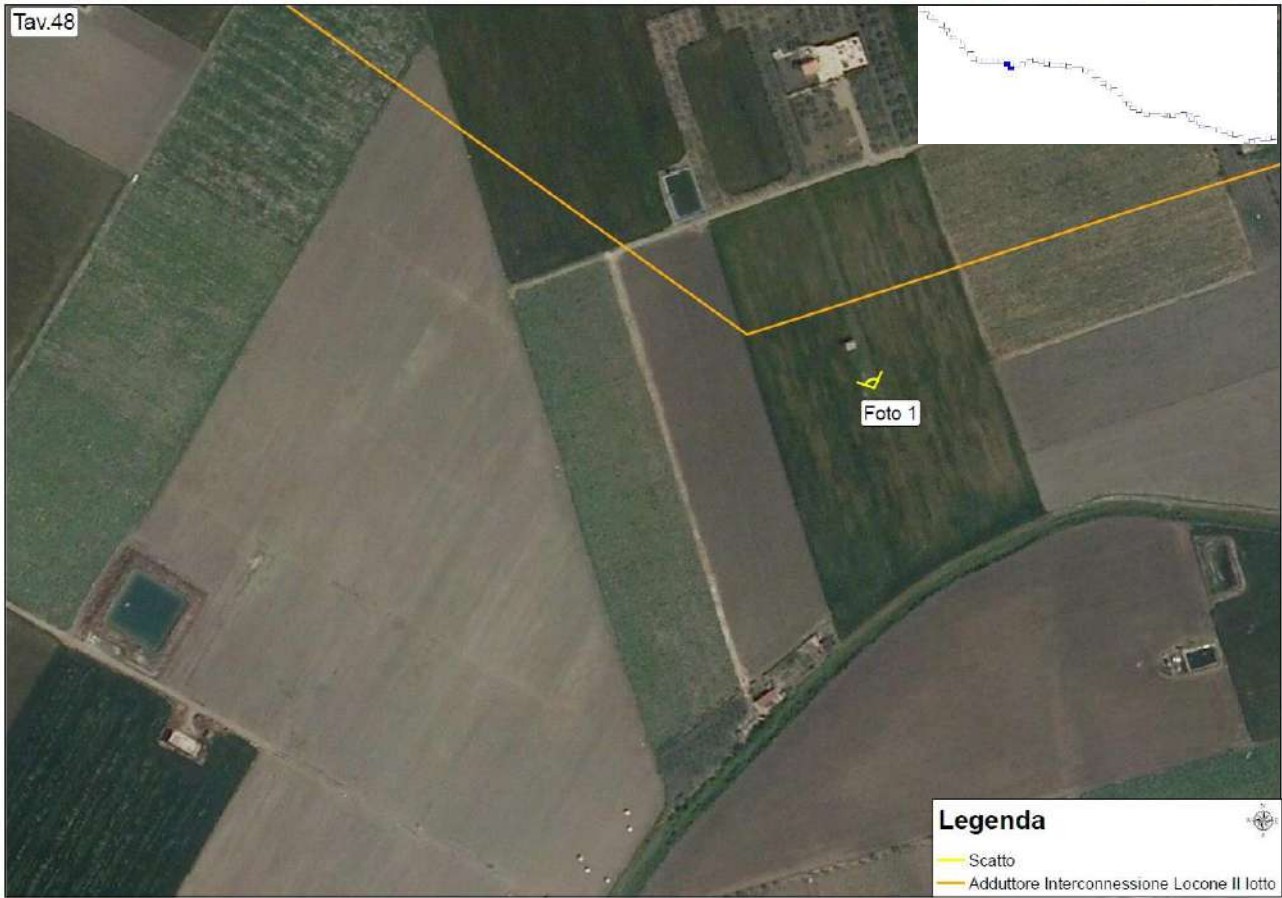 Tav.48
Foto 1
Legenda
Scatto
Adduttore Interconnessione Locone II lotto